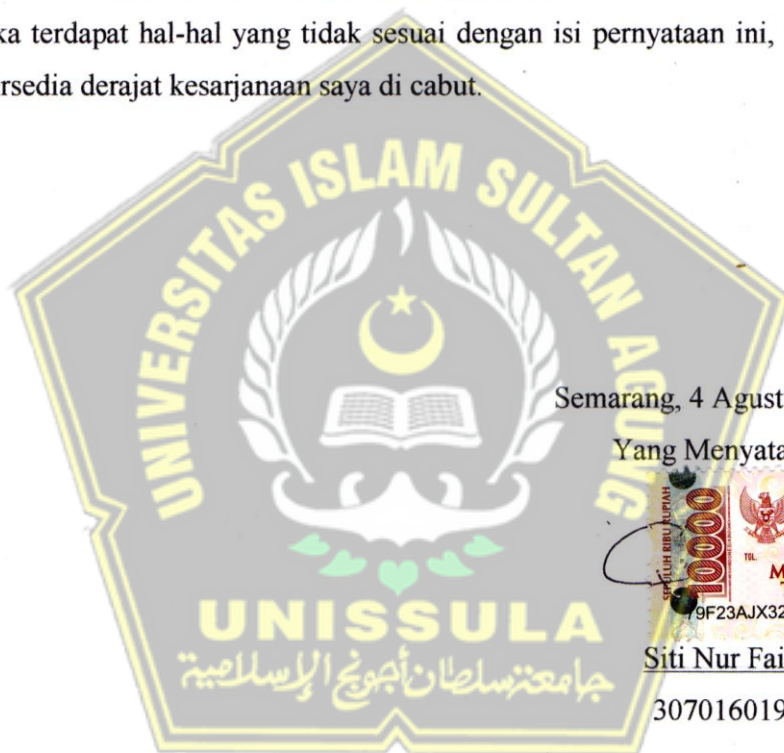 ka terdapat hal-hal yang tidak sesuai dengan isi pernyataan ini,
rsedia derajat kesarjanaan saya di cabut.
UNIVERSITAS ISLAM SULTAN AGUNG
Semarang, 4 Agust
Yang Menyata
SEPULUH RIBU RUPIAH
10000
TGL.
M
79F23AJX32
UNISSULA
جامعة سلطان أجونج الإسلامية
Siti Nur Fai
307016019